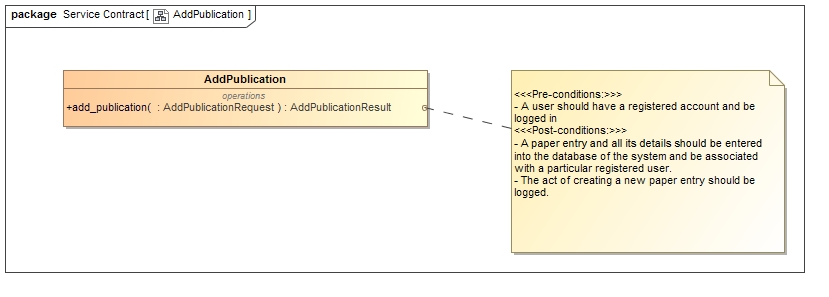 package Service Contract [ AddPublication ]
AddPublication
operations
+add_publication( : AddPublicationRequest ) : AddPublicationResult
<<<Pre-conditions:>>>
- A user should have a registered account and be
logged in
<<<Post-conditions:>>>
- A paper entry and all its details should be entered
into the database of the system and be associated
with a particular registered user.
- The act of creating a new paper entry should be
logged.